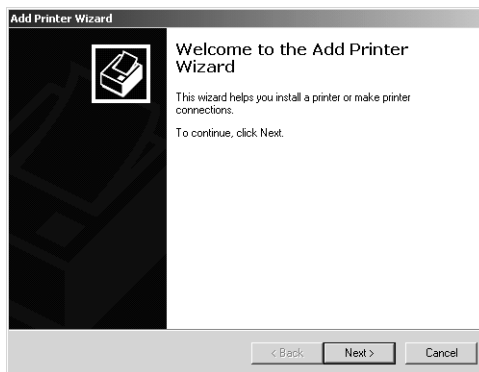 Add Printer Wizard
Welcome to the Add Printer
Wizard
This wizard helps you install a printer or make printer
connections.
To continue, click Next.
< Back
Next >
Cancel